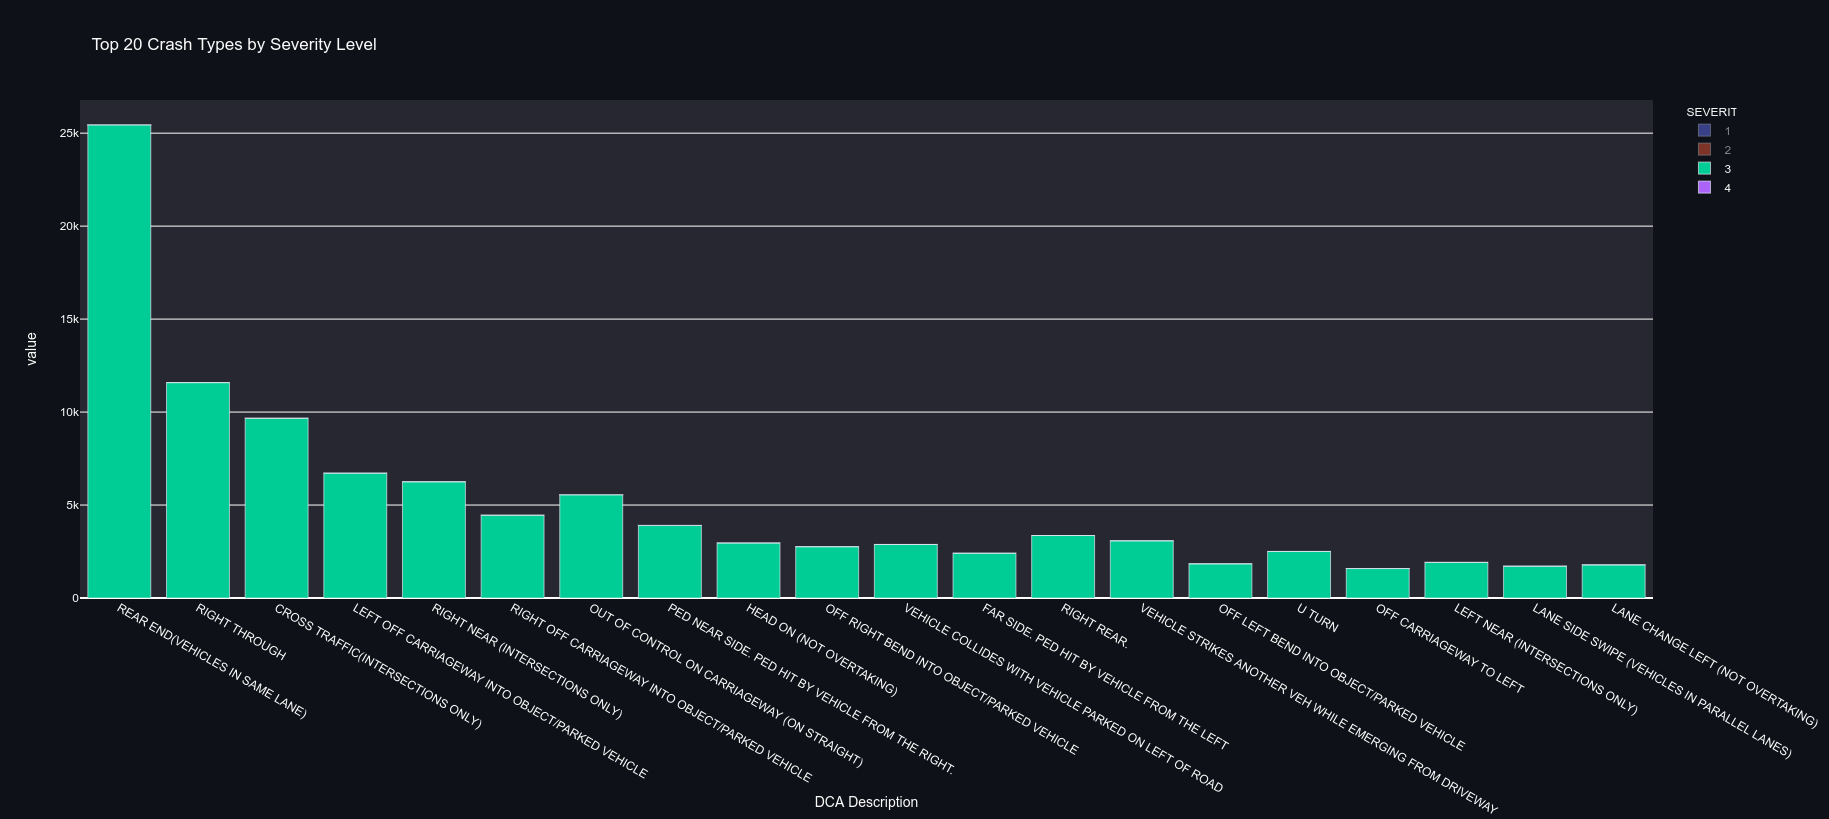 Top 20 Crash Types by Severity Level
SEVERIT
1
2
3
4
25k
20k
15k
10k
5k
0
value
REAR END(VEHICLES IN SAME LANE)
RIGHT THROUGH
CROSS TRAFFIC(INTERSECTIONS ONLY)
LEFT OFF CARRIAGEWAY INTO OBJECT/PARKED VEHICLE
RIGHT NEAR (INTERSECTIONS ONLY)
RIGHT OFF CARRIAGEWAY INTO OBJECT/PARKED VEHICLE
OUT OF CONTROL ON CARRIAGEWAY (ON STRAIGHT)
PED NEAR SIDE. PED HIT BY VEHICLE FROM THE RIGHT.
HEAD ON (NOT OVERTAKING)
OFF RIGHT BEND INTO OBJECT/PARKED VEHICLE
VEHICLE COLLIDES WITH VEHICLE PARKED ON LEFT OF ROAD
FAR SIDE. PED HIT BY VEHICLE FROM THE LEFT
RIGHT REAR.
VEHICLE STRIKES ANOTHER VEH WHILE EMERGING FROM DRIVEWAY
OFF LEFT BEND INTO OBJECT/PARKED VEHICLE
U TURN
OFF CARRIAGEWAY TO LEFT
LEFT NEAR (INTERSECTIONS ONLY)
LANE SIDE SWIPE (VEHICLES IN PARALLEL LANES)
LANE CHANGE LEFT (NOT OVERTAKING)
DCA Description